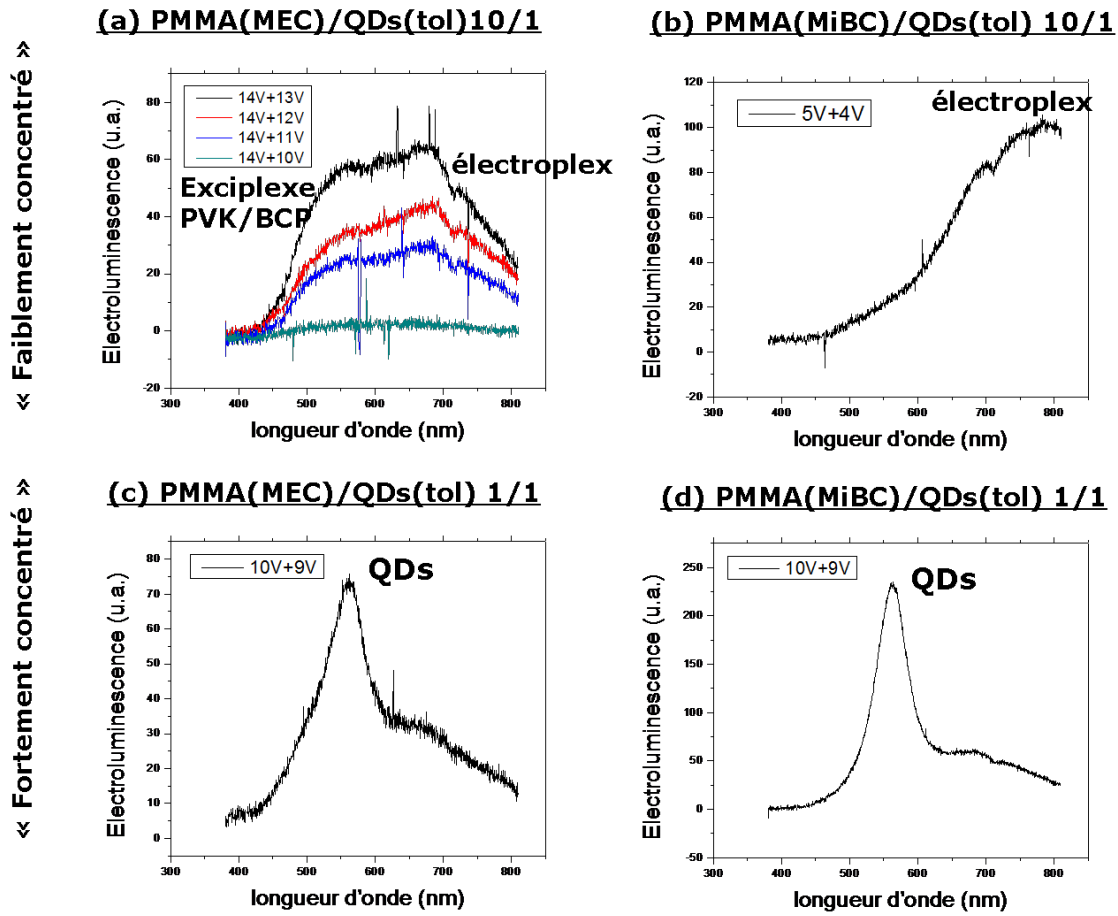 (a) PMMA(MEC)/QDs(tol)10/1
(b) PMMA(MiBC)/QDs(tol) 10/1
« Faiblement concentré »
Electroluminescence (u.a.)
80
60
40
20
0
-20
14V+13V
14V+12V
14V+11V
14V+10V
Exciplexe
PVK/BCP
électroplex
300 400 500 600 700 800
longueur d'onde (nm)
Electroluminescence (u.a.)
120
100
80
60
40
20
0
-20
5V+4V
électroplex
300 400 500 600 700 800
longueur d'onde (nm)
(c) PMMA(MEC)/QDs(tol) 1/1
(d) PMMA(MiBC)/QDs(tol) 1/1
« Fortement concentré »
Electroluminescence (u.a.)
80
70
60
50
40
30
20
10
0
10V+9V
QDs
300 400 500 600 700 800
longueur d'onde (nm)
Electroluminescence (u.a.)
250
200
150
100
50
0
-50
10V+9V
QDs
300 400 500 600 700 800
longueur d'onde (nm)